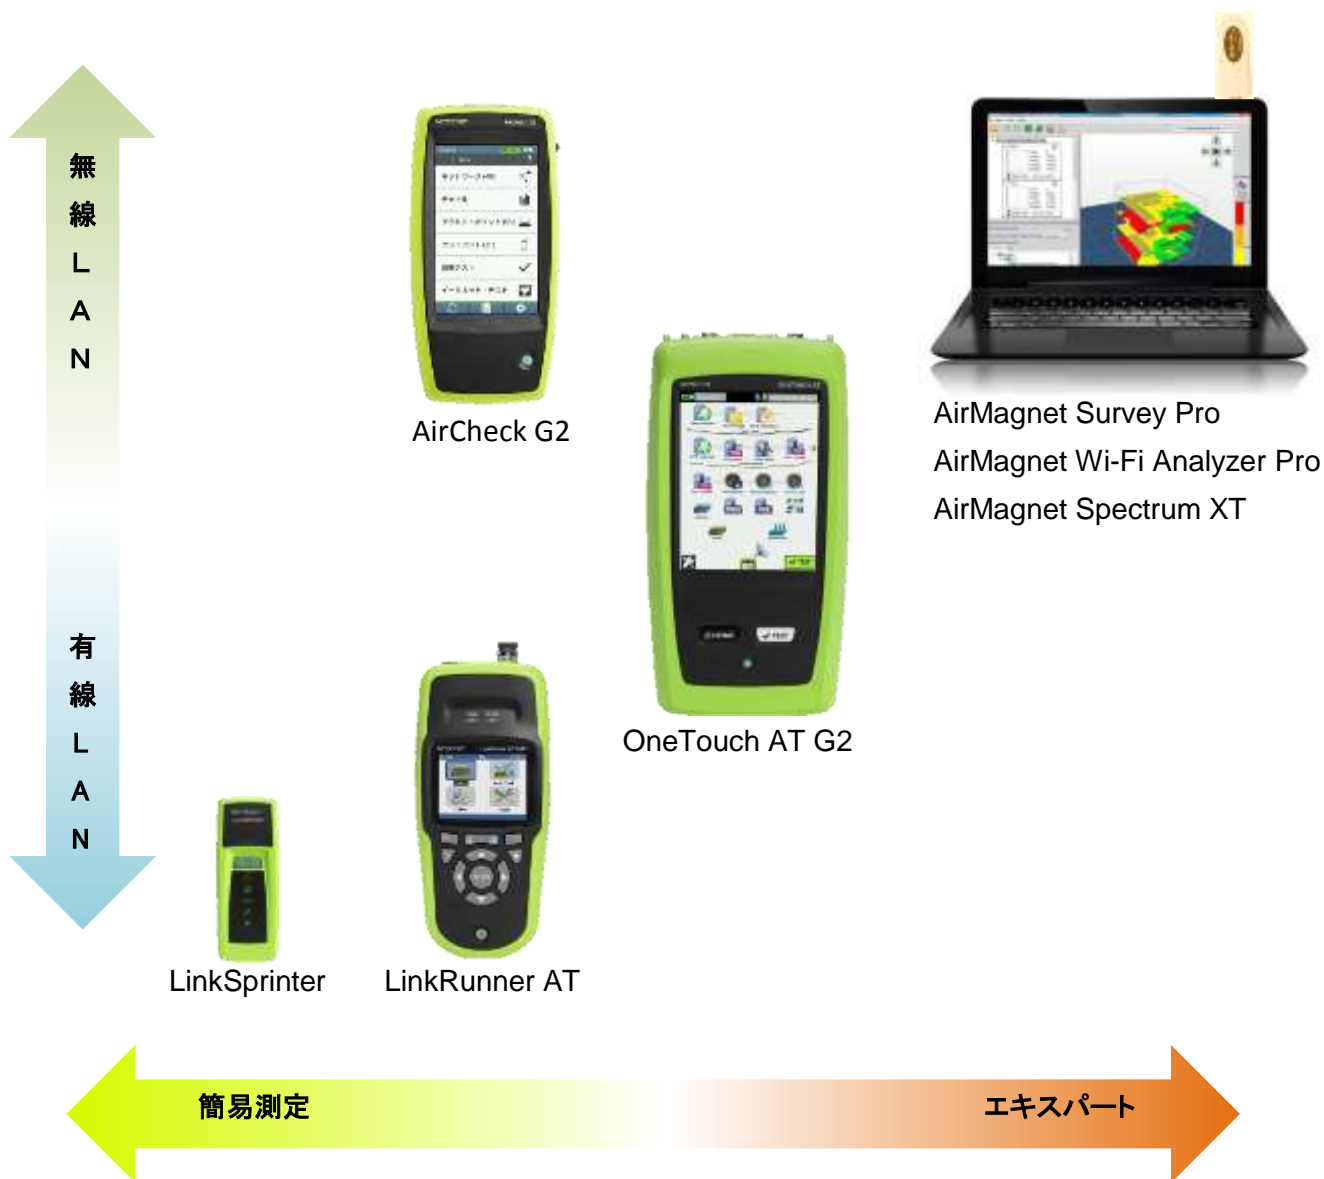 無線LAN
有線LAN
AirCheck G2
AirMagnet Survey Pro
AirMagnet Wi-Fi Analyzer Pro
AirMagnet Spectrum XT
OneTouch AT G2
LinkSprinter
LinkRunner AT
簡易測定
エキスパート